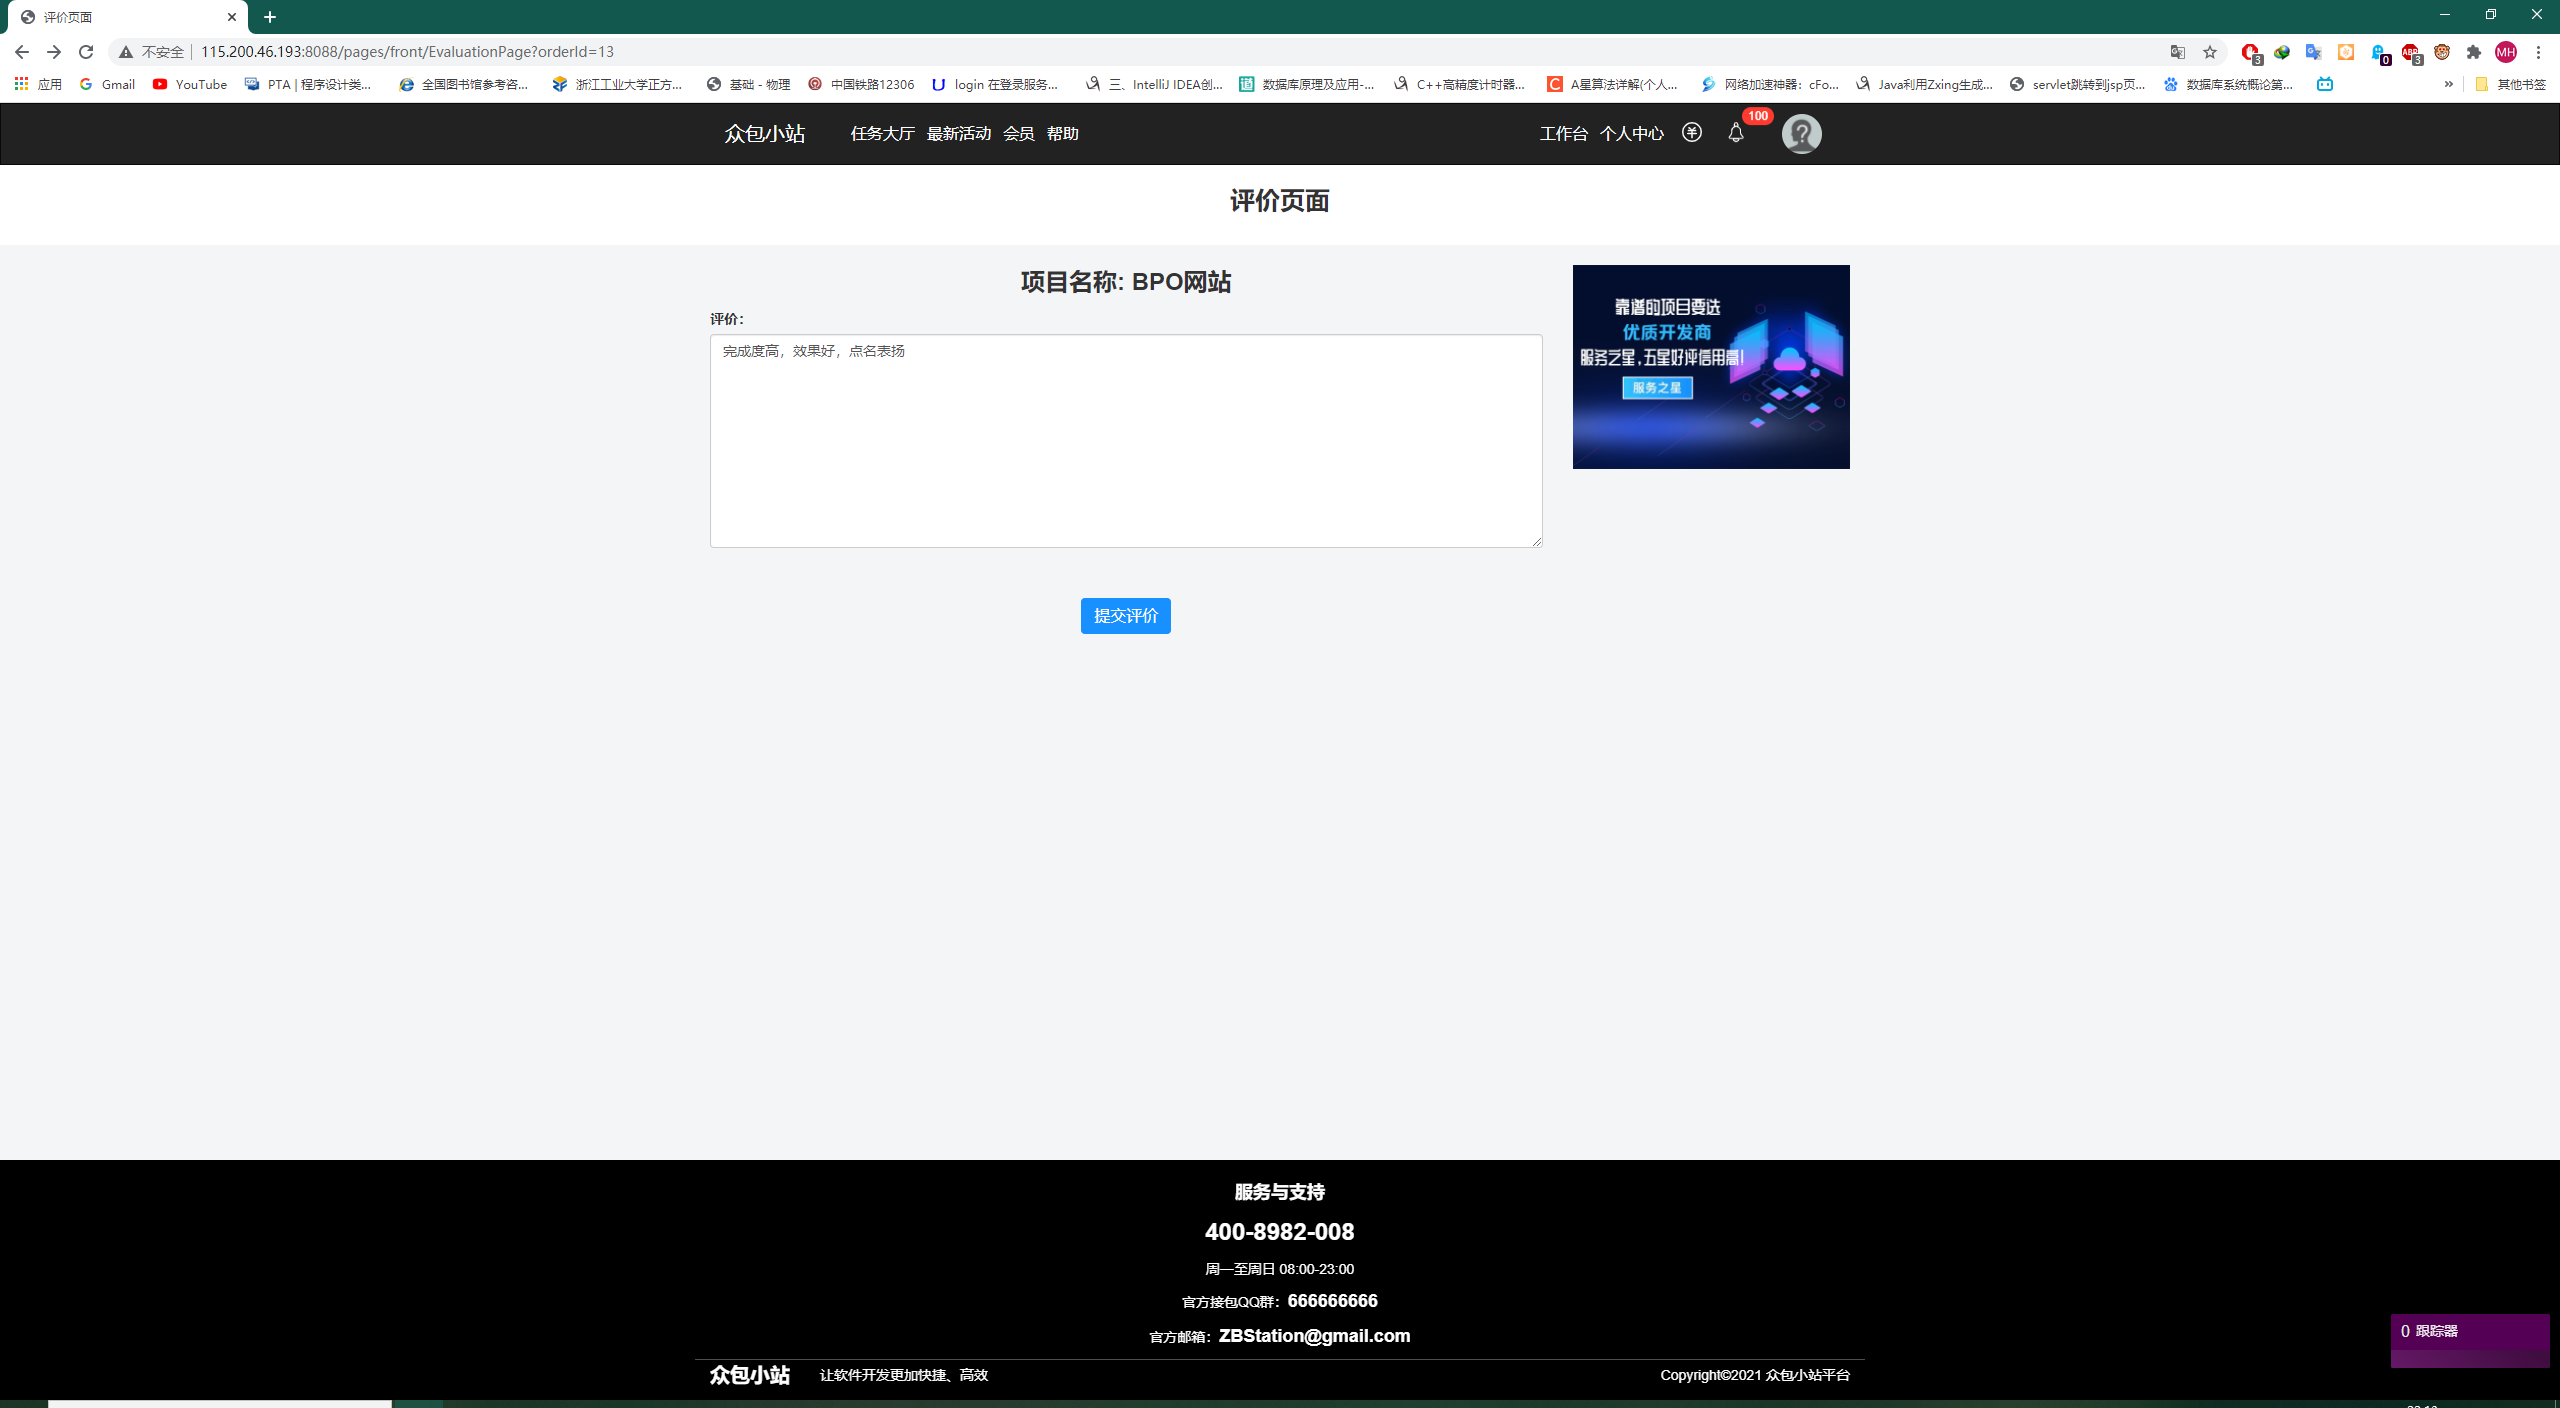 评价页面
不安全 115.200.46.193:8088/pages/front/EvaluationPage?orderId=13
3 0 ABP 3 MH
应用 Gmail YouTube PTA | 程序设计类... 全国图书馆参考咨... 浙江工业大学正方... 基础 - 物理 中国铁路12306 login 在登录服务... 三、IntelliJ IDEA创... 数据库原理及应用-... C++高精度计时器... A星算法详解(个人... 网络加速神器：cFo... Java利用Zxing生成... servlet跳转到jsp页... 数据库系统概论第... » 其他书签
众包小站 任务大厅 最新活动 会员 帮助 工作台 个人中心 100
评价页面
项目名称: BPO网站
评价：
完成度高，效果好，点名表扬
靠谱的项目要选
优质开发商
服务之星,五星好评信用高!
服务之星
提交评价
服务与支持
400-8982-008
周一至周日 08:00-23:00
官方接包QQ群：666666666
官方邮箱：ZBStation@gmail.com
0 跟踪器
众包小站 让软件开发更加快捷、高效 Copyright©2021 众包小站平台